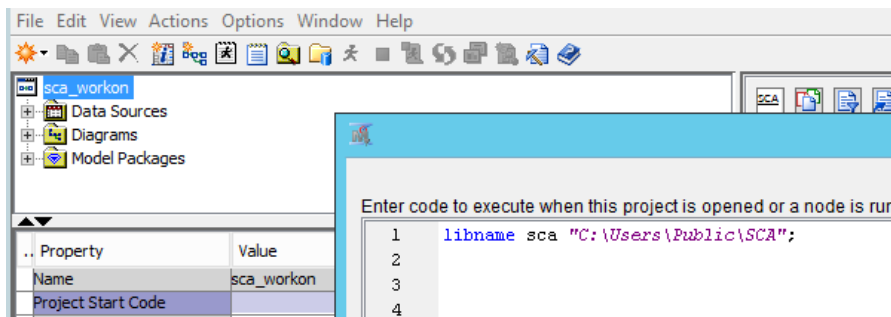 File Edit View Actions Options Window Help
sca_workon
Data Sources
Diagrams
Model Packages
SCA
Enter code to execute when this project is opened or a node is run
1 libname sca "C:\Users\Public\SCA";
2
3
4
.. Property Value
Name sca_workon
Project Start Code